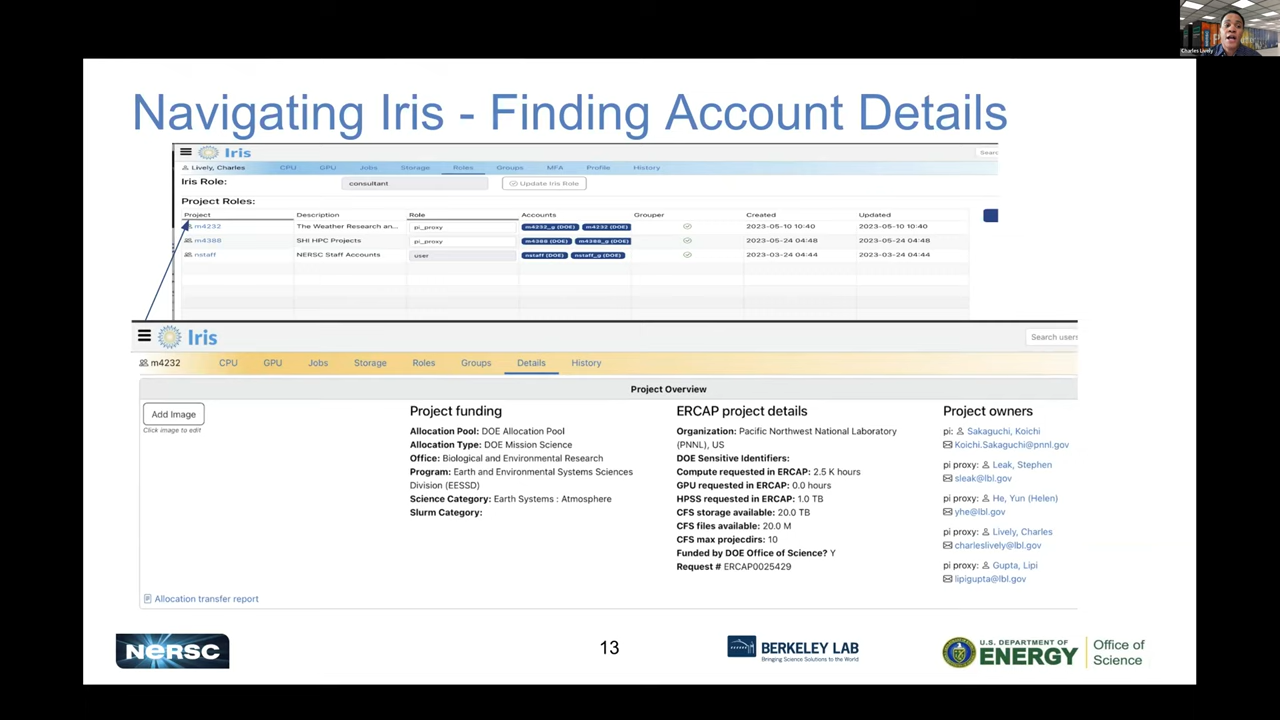 Charles Lively
Navigating Iris - Finding Account Details
Iris
Searc
Lively, Charles CPU GPU Jobs Storage Roles Groups MFA Profile History
Iris Role: consultant Update Iris Role
Project Roles:
Project Description Role Accounts Grouper Created Updated
m4232 The Weather Research an... pi_proxy m4232_g (DOE) m4232 (DOE) 2023-05-10 10:40 2023-05-10 10:40
m4388 SHI HPC Projects pi_proxy m4388 (DOE) m4388_g (DOE) 2023-05-24 04:48 2023-05-24 04:48
nstaff NERSC Staff Accounts user nstaff (DOE) nstaff_g (DOE) 2023-03-24 04:44 2023-03-24 04:44
Iris
Search users
m4232 CPU GPU Jobs Storage Roles Groups Details History
Project Overview
Add Image
Click image to edit
Project funding
Allocation Pool: DOE Allocation Pool
Allocation Type: DOE Mission Science
Office: Biological and Environmental Research
Program: Earth and Environmental Systems Sciences
Division (EESSD)
Science Category: Earth Systems : Atmosphere
Slurm Category:
ERCAP project details
Organization: Pacific Northwest National Laboratory
(PNNL), US
DOE Sensitive Identifiers:
Compute requested in ERCAP: 2.5 K hours
GPU requested in ERCAP: 0.0 hours
HPSS requested in ERCAP: 1.0 TB
CFS storage available: 20.0 TB
CFS files available: 20.0 M
CFS max projectdirs: 10
Funded by DOE Office of Science? Y
Request # ERCAP0025429
Project owners
pi: Sakaguchi, Koichi
Koichi.Sakaguchi@pnnl.gov
pi proxy: Leak, Stephen
sleak@lbl.gov
pi proxy: He, Yun (Helen)
yhe@lbl.gov
pi proxy: Lively, Charles
charleslively@lbl.gov
pi proxy: Gupta, Lipi
lipigupta@lbl.gov
Allocation transfer report
NERSC
13
BERKELEY LAB
Bringing Science Solutions to the World
U.S. DEPARTMENT OF
ENERGY
Office of
Science